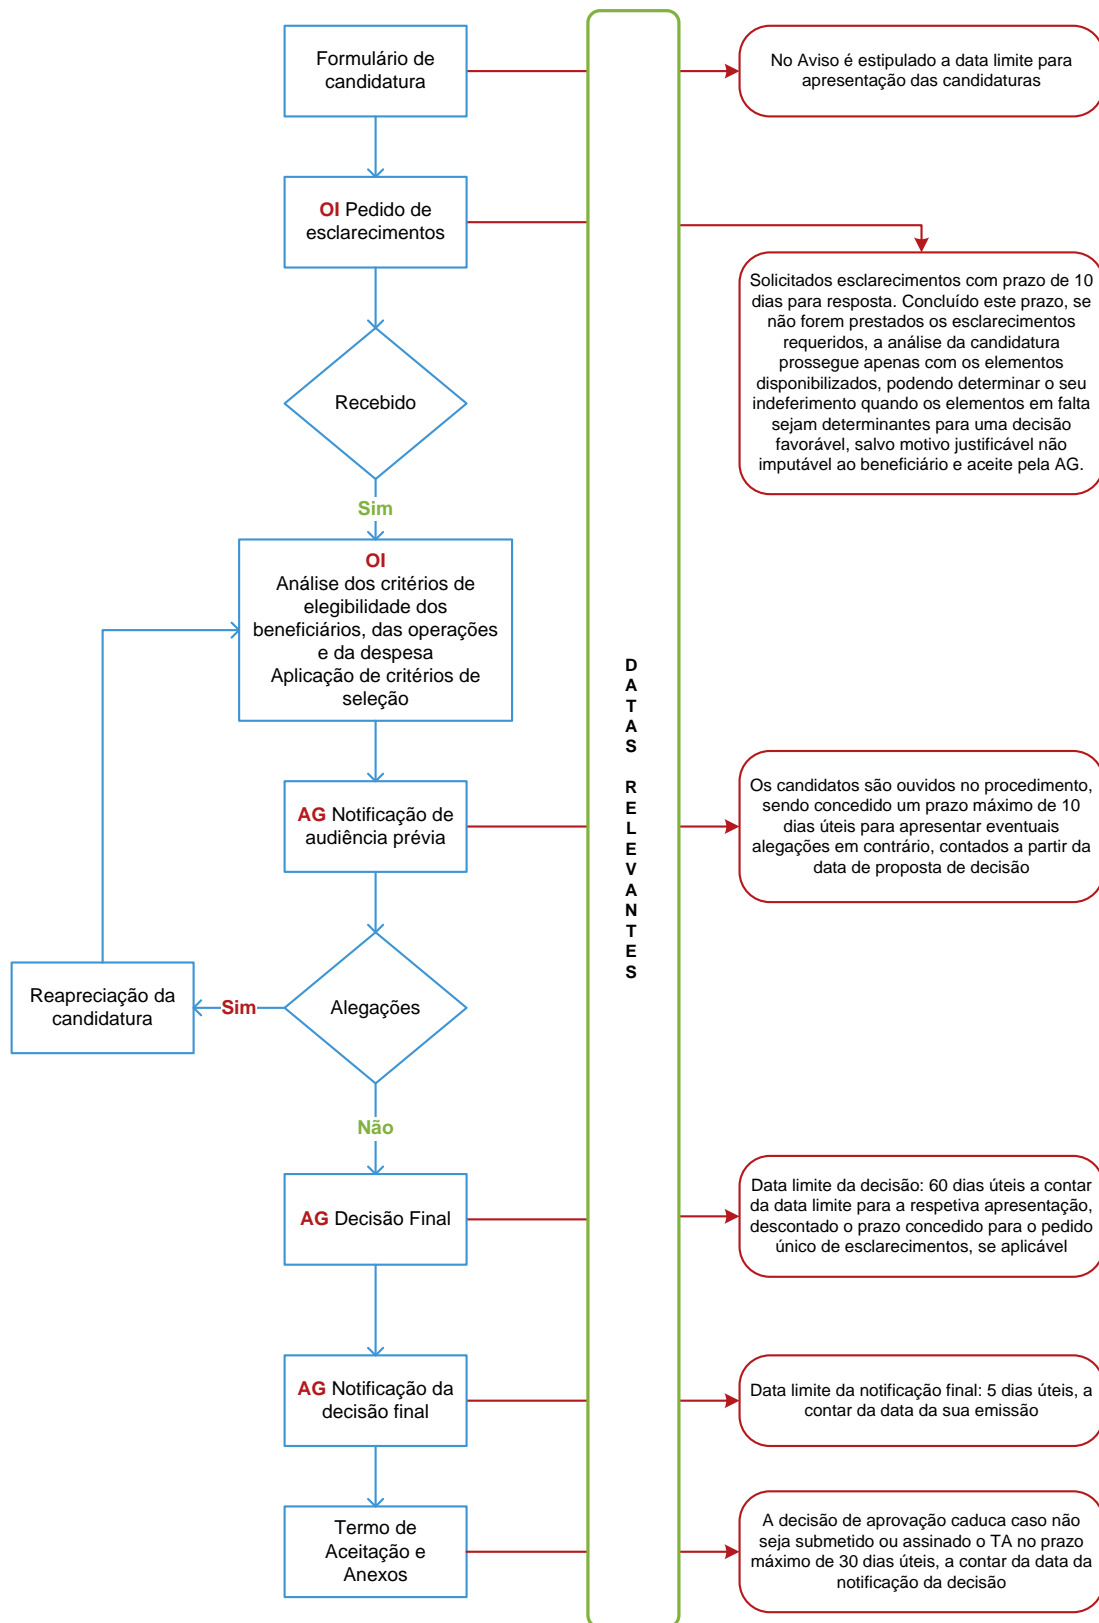 Formulário de
candidatura
No Aviso é estipulado a data limite para
apresentação das candidaturas
OI Pedido de
esclarecimentos
Solicitados esclarecimentos com prazo de 10
dias para resposta. Concluído este prazo, se
não forem prestados os esclarecimentos
requeridos, a análise da candidatura
prossegue apenas com os elementos
disponibilizados, podendo determinar o seu
indeferimento quando os elementos em falta
sejam determinantes para uma decisão
favorável, salvo motivo justificável não
imputável ao beneficiário e aceite pela AG.
Recebido
Sim
OI
Análise dos critérios de
elegibilidade dos
beneficiários, das operações
e da despesa
Aplicação de critérios de
seleção
D
A
T
A
S
R
E
L
E
V
A
N
T
E
S
AG Notificação de
audiência prévia
Os candidatos são ouvidos no procedimento,
sendo concedido um prazo máximo de 10
dias úteis para apresentar eventuais
alegações em contrário, contados a partir da
data de proposta de decisão
Alegações
Sim
Reapreciação da
candidatura
Não
AG Decisão Final
Data limite da decisão: 60 dias úteis a contar
da data limite para a respetiva apresentação,
descontado o prazo concedido para o pedido
único de esclarecimentos, se aplicável
AG Notificação da
decisão final
Data limite da notificação final: 5 dias úteis, a
contar da data da sua emissão
Termo de
Aceitação e
Anexos
A decisão de aprovação caduca caso não
seja submetido ou assinado o TA no prazo
máximo de 30 dias úteis, a contar da data da
notificação da decisão